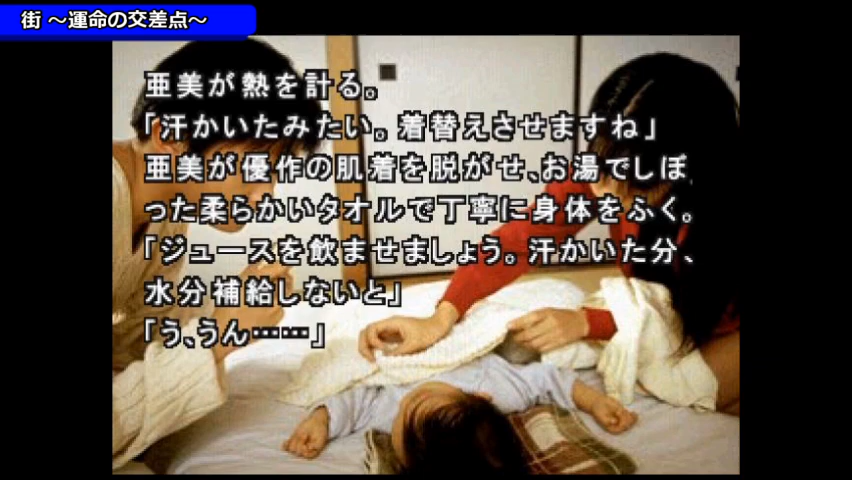 街 ～運命の交差点～
亜美が熱を計る。
「汗かいたみたい。着替えさせますね」
亜美が優作の肌着を脱がせ、お湯でしぼ
った柔らかいタオルで丁寧に身体をふく。
「ジュースを飲ませましょう。汗かいた分、
水分補給しないと」
「う、うん……」